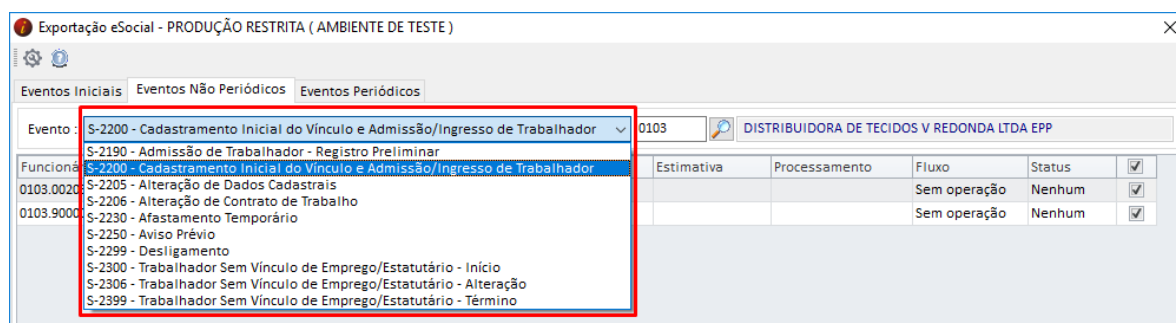 Exportação eSocial - PRODUÇÃO RESTRITA ( AMBIENTE DE TESTE )
Eventos Iniciais Eventos Não Periódicos Eventos Periódicos
Evento : S-2200 - Cadastramento Inicial do Vínculo e Admissão/Ingresso de Trabalhador 0103 DISTRIBUIDORA DE TECIDOS V REDONDA LTDA EPP
S-2190 - Admissão de Trabalhador - Registro Preliminar
Funcioná S-2200 - Cadastramento Inicial do Vínculo e Admissão/Ingresso de Trabalhador Estimativa Processamento Fluxo Status
0103.0020 S-2205 - Alteração de Dados Cadastrais Sem operação Nenhum
S-2206 - Alteração de Contrato de Trabalho
0103.9000 S-2230 - Afastamento Temporário Sem operação Nenhum
S-2250 - Aviso Prévio
S-2299 - Desligamento
S-2300 - Trabalhador Sem Vínculo de Emprego/Estatutário - Início
S-2306 - Trabalhador Sem Vínculo de Emprego/Estatutário - Alteração
S-2399 - Trabalhador Sem Vínculo de Emprego/Estatutário - Término